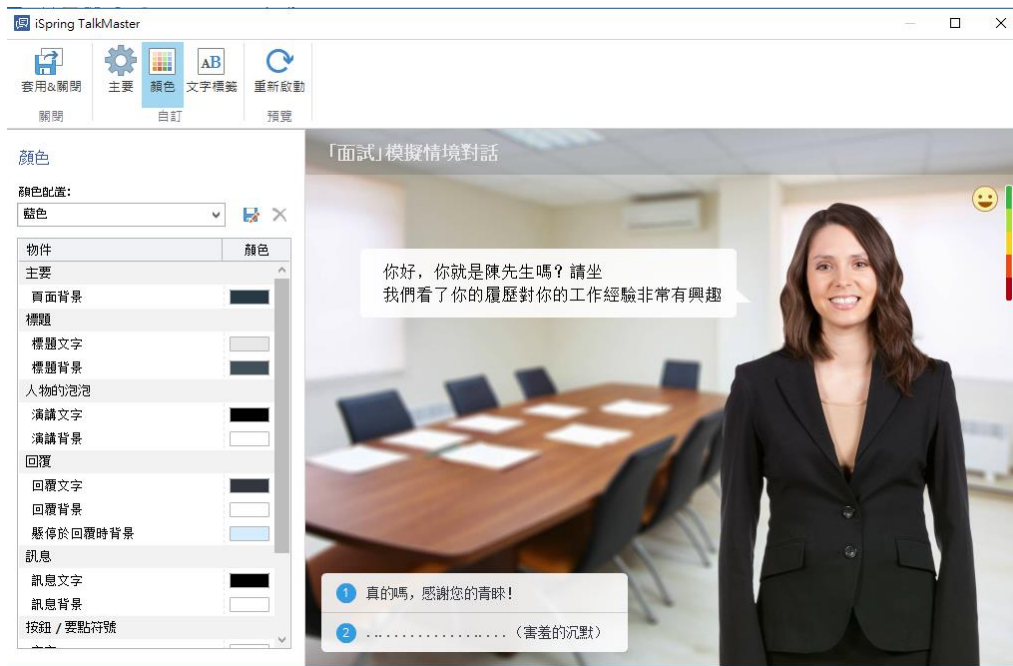 iSpring TalkMaster
套用&關閉
主要
顏色
文字標籤
重新啟動
關閉
自訂
預覽
顏色
顏色配置:
藍色
物件 顏色
主要
頁面背景
標題
標題文字
標題背景
人物的泡泡
演講文字
演講背景
回覆
回覆文字
回覆背景
懸停於回覆時背景
訊息
訊息文字
訊息背景
按鈕 / 要點符號
「面試」模擬情境對話
你好，你就是陳先生嗎？請坐
我們看了你的履歷對你的工作經驗非常有興趣
1 真的嗎，感謝您的青睞！
2 ..................（害羞的沉默）